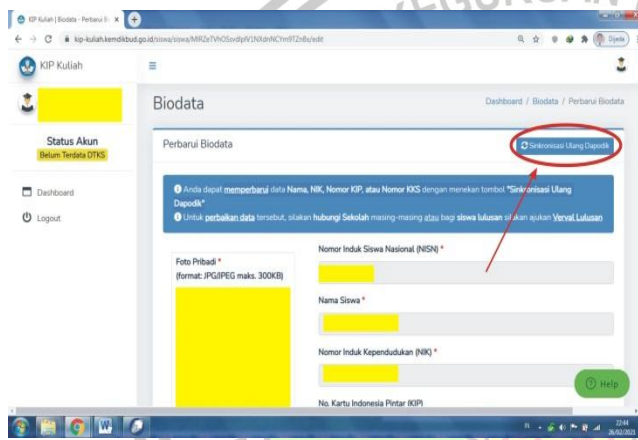 KEGURUAN
KIP Kuliah | Biodata - Perbarui Bi
kip-kuliah.kemdikbud.go.id/siswa/siswa/
/edit
Dijeda
KIP Kuliah
Biodata
Dashboard / Biodata / Perbarui Biodata
Status Akun
Belum Terdata DTKS
Dashboard
Logout
Perbarui Biodata
Sinkronisasi Ulang Dapodik
Anda dapat memperbarui data Nama, NIK, Nomor KIP, atau Nomor KKS dengan menekan tombol "Sinkronisasi Ulang
Dapodik"
Untuk perbaikan data tersebut, silakan hubungi Sekolah masing-masing atau bagi siswa lulusan silakan ajukan Verval Lulusan
Foto Pribadi *
(format: JPG/JPEG maks. 300KB)
Nomor Induk Siswa Nasional (NISN) *
Nama Siswa *
Nomor Induk Kependudukan (NIK) *
No. Kartu Indonesia Pintar (KIP)
Help
22:44
26/02/2021